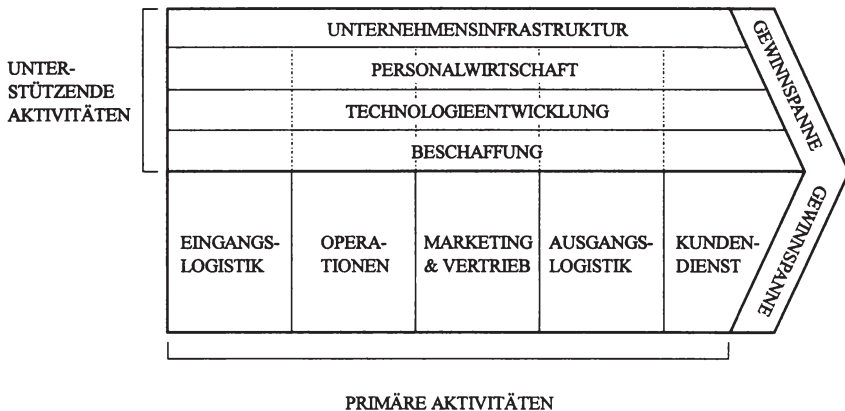 UNTERNEHMENSINFRASTRUKTUR
UNTER-
STÜTZENDE
AKTIVITÄTEN
PERSONALWIRTSCHAFT
TECHNOLOGIEENTWICKLUNG
BESCHAFFUNG
GEWINNSPANNE
EINGANGS-
LOGISTIK
OPERA-
TIONEN
MARKETING
& VERTRIEB
AUSGANGS-
LOGISTIK
KUNDEN-
DIENST
GEWINNSPANNE
PRIMÄRE AKTIVITÄTEN